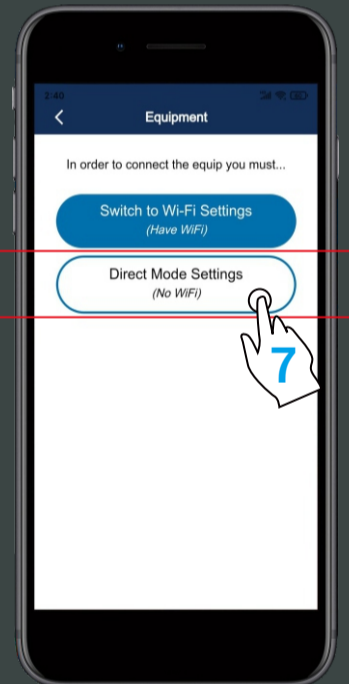 2:40
Equipment
In order to connect the equip you must...
Switch to Wi-Fi Settings
(Have WiFi)
Direct Mode Settings
(No WiFi)
7